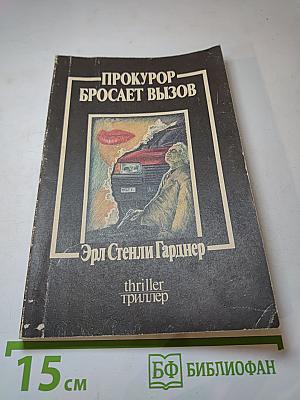 ПРОКУРОР
БРОСАЕТ ВЫЗОВ
Эрл Стенли Гарднер
thriller
триллер
15 см
БФ БИБЛИОФАН